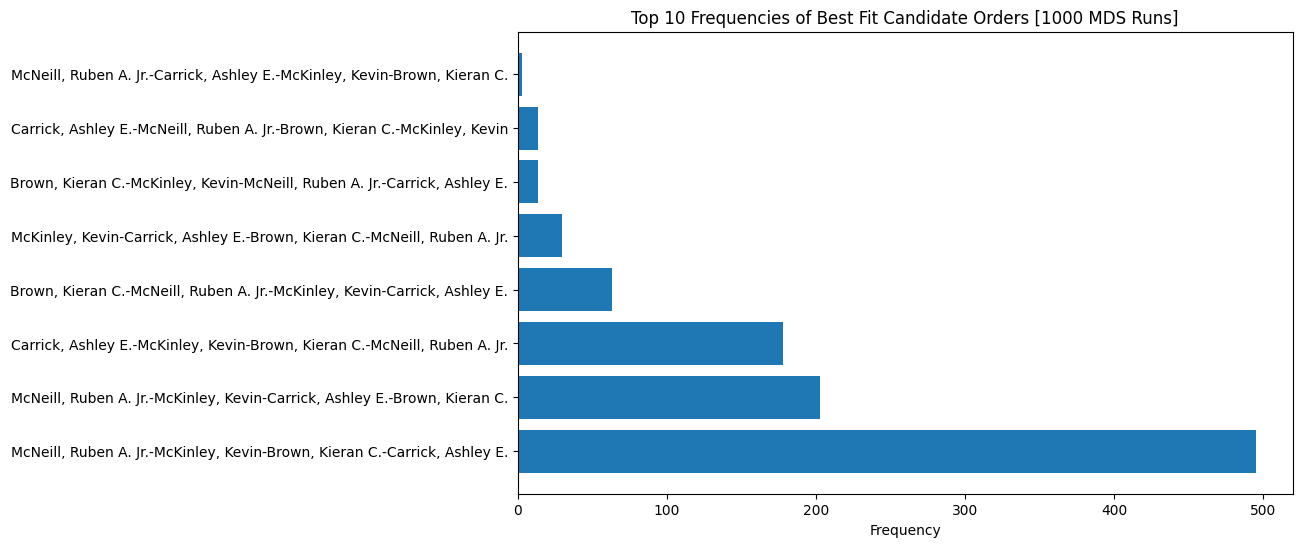 Top 10 Frequencies of Best Fit Candidate Orders [1000 MDS Runs]
McNeill, Ruben A. Jr.-Carrick, Ashley E.-McKinley, Kevin-Brown, Kieran C.
Carrick, Ashley E.-McNeill, Ruben A. Jr.-Brown, Kieran C.-McKinley, Kevin
Brown, Kieran C.-McKinley, Kevin-McNeill, Ruben A. Jr.-Carrick, Ashley E.
McKinley, Kevin-Carrick, Ashley E.-Brown, Kieran C.-McNeill, Ruben A. Jr.
Brown, Kieran C.-McNeill, Ruben A. Jr.-McKinley, Kevin-Carrick, Ashley E.
Carrick, Ashley E.-McKinley, Kevin-Brown, Kieran C.-McNeill, Ruben A. Jr.
McNeill, Ruben A. Jr.-McKinley, Kevin-Carrick, Ashley E.-Brown, Kieran C.
McNeill, Ruben A. Jr.-McKinley, Kevin-Brown, Kieran C.-Carrick, Ashley E.
0 100 200 300 400 500
Frequency